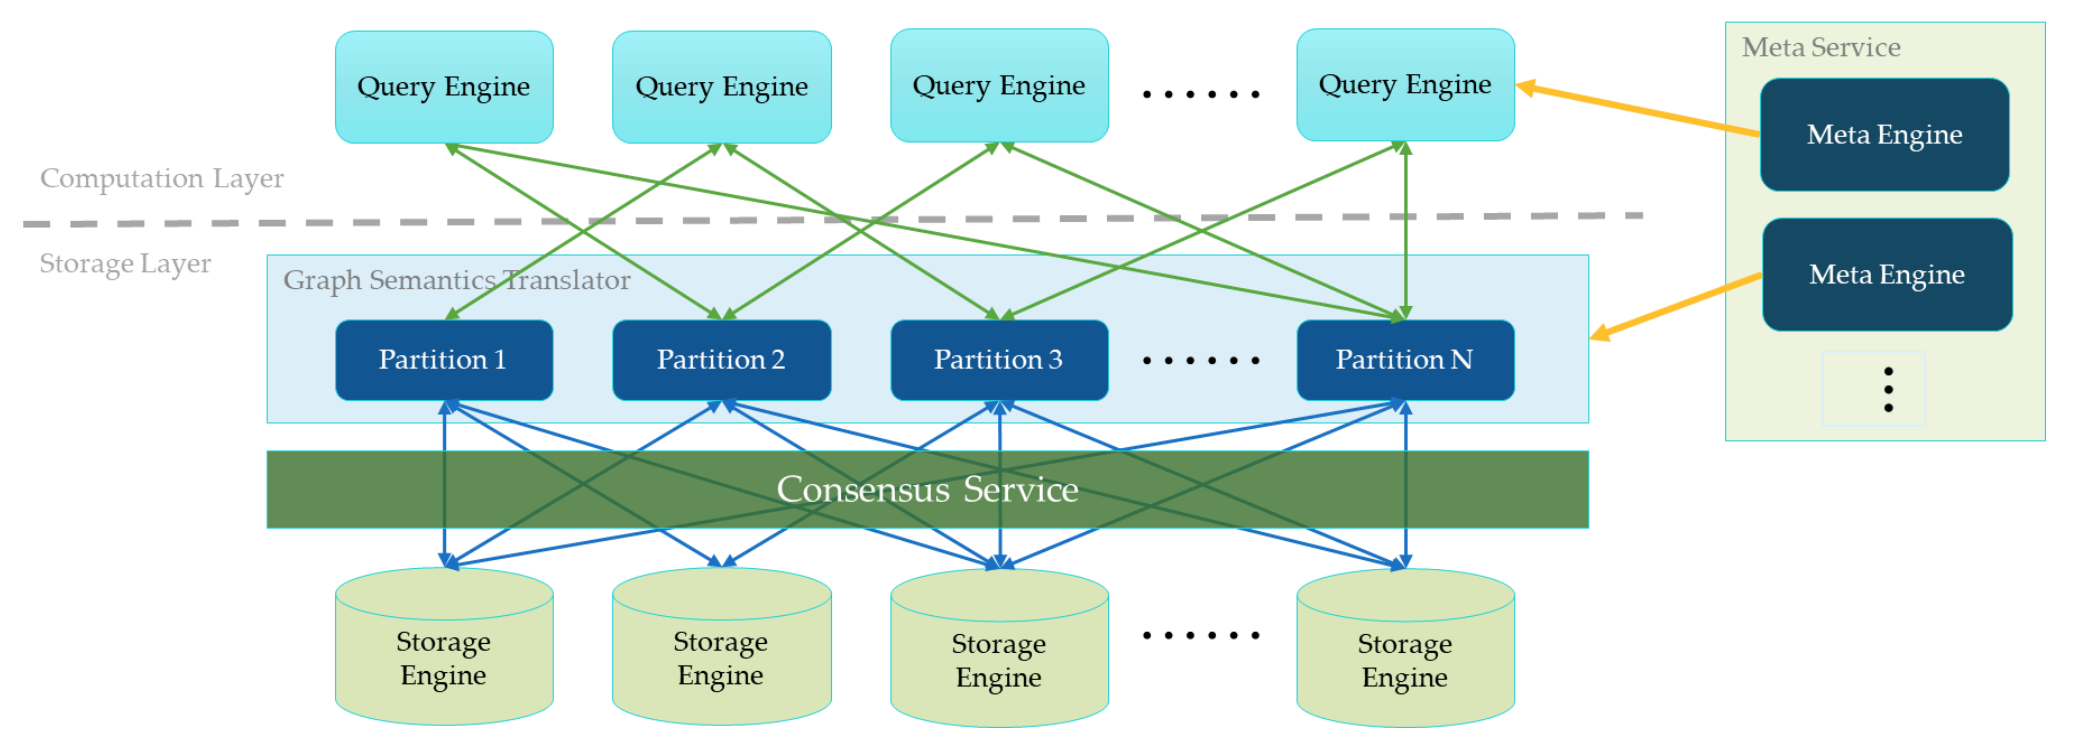 Query Engine
Query Engine
Query Engine
......
Query Engine
Meta Service
Meta Engine
Meta Engine
Computation Layer
Storage Layer
Graph Semantics Translator
Partition 1
Partition 2
Partition 3
......
Partition N
Consensus Service
Storage
Engine
Storage
Engine
Storage
Engine
......
Storage
Engine